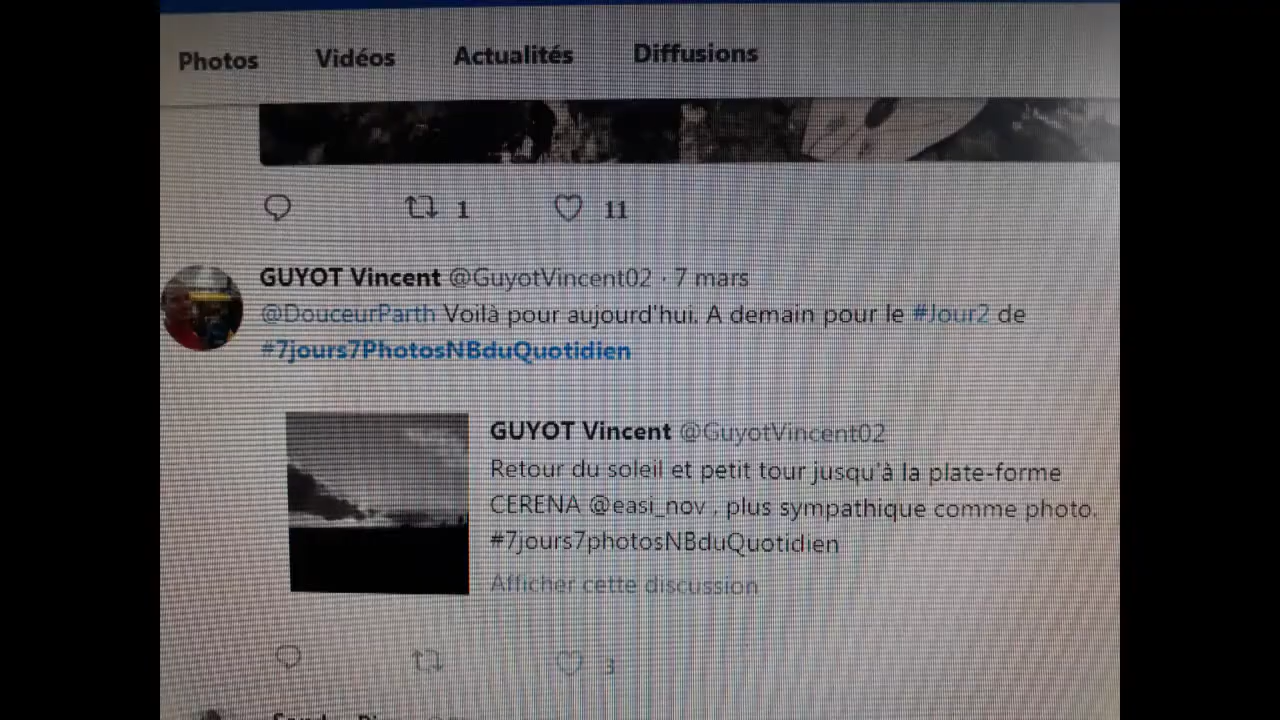 Photos Vidéos Actualités Diffusions
1 11
GUYOT Vincent @GuyotVincent02 · 7 mars
@DouceurParth Voilà pour aujourd'hui. A demain pour le #Jour2 de
#7jours7PhotosNBduQuotidien
GUYOT Vincent @GuyotVincent02
Retour du soleil et petit tour jusqu'à la plate-forme
CERENA @easi_nov , plus sympathique comme photo.
#7jours7photosNBduQuotidien
Afficher cette discussion
3